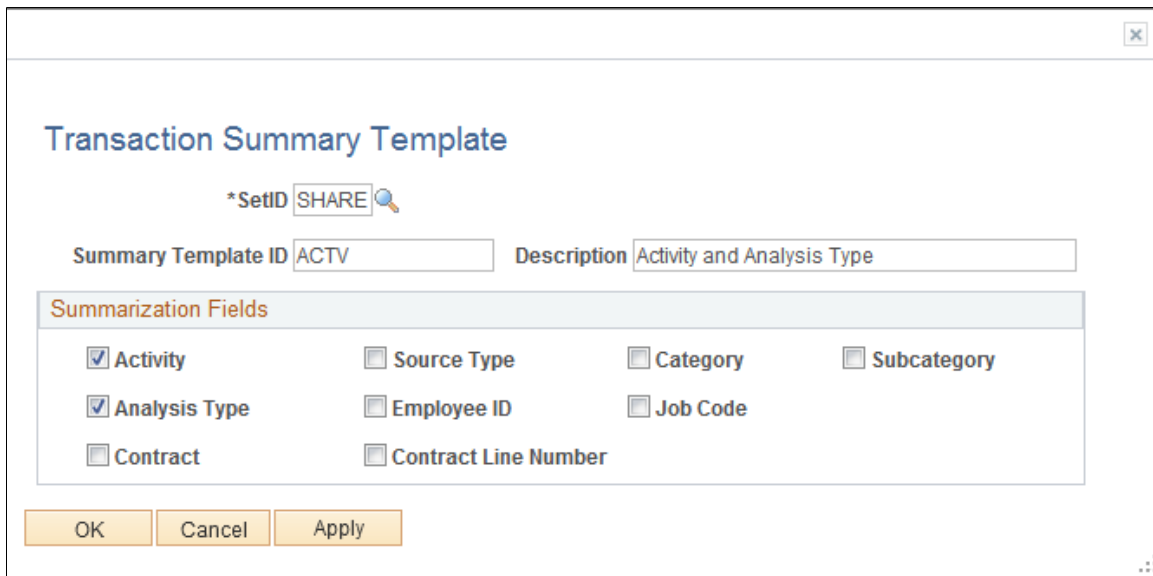 Transaction Summary Template
*SetID SHARE
Summary Template ID ACTV Description Activity and Analysis Type
Summarization Fields
Activity Source Type Category Subcategory
Analysis Type Employee ID Job Code
Contract Contract Line Number
OK Cancel Apply